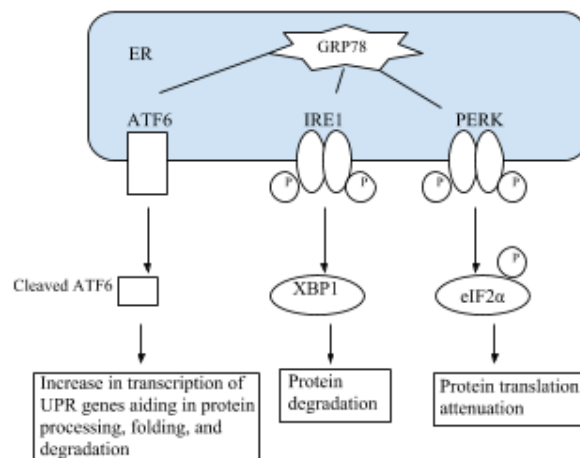 GRP78
ER
ATF6
IRE1
PERK
P
P
P
P
Cleaved ATF6
XBP1
P
eIF2α
Increase in transcription of
UPR genes aiding in protein
processing, folding, and
degradation
Protein
degradation
Protein translation
attenuation